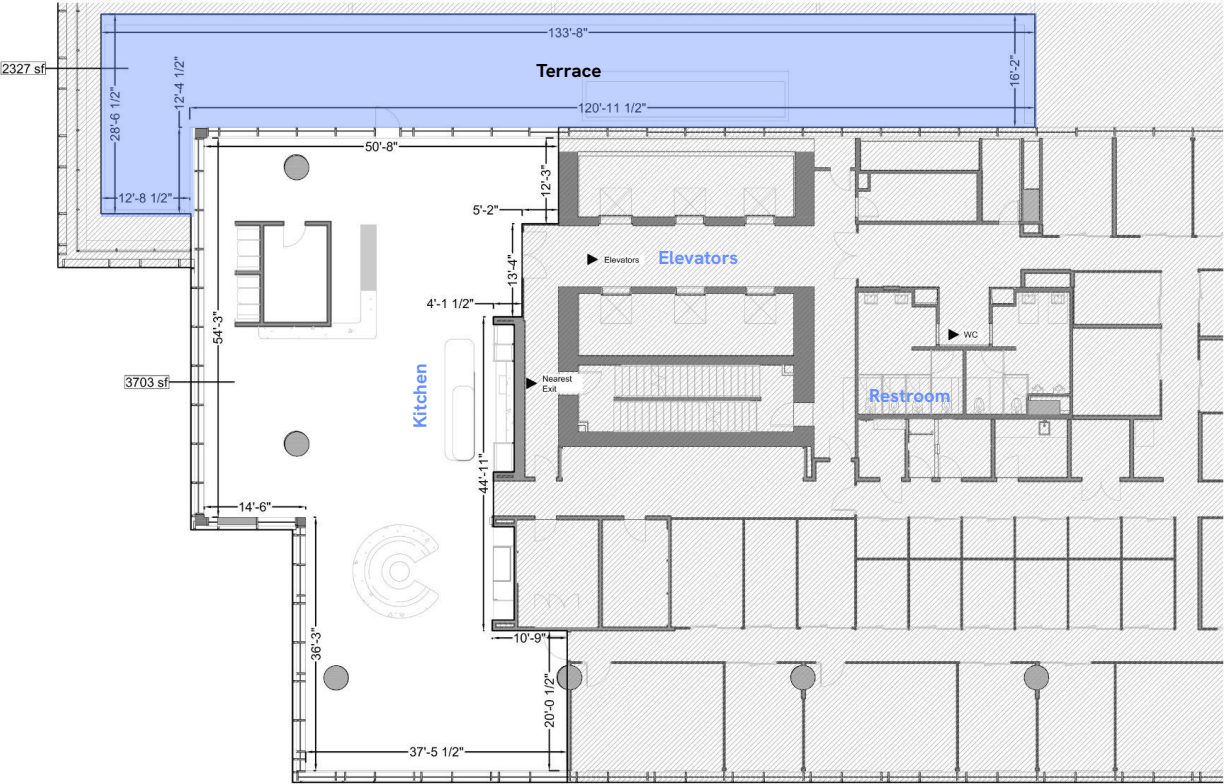 133'-8"
2327 sf
Terrace
12'-4 1/2"
16'-2"
28'-6 1/2"
120'-11 1/2"
50'-8"
12'-3"
12'-8 1/2"
5'-2"
Elevators
Elevators
13'-4"
4'-1 1/2"
54'-3"
WC
3703 sf
Kitchen
Nearest
Exit
Restroom
44'-11"
14'-6"
36'-3"
10'-9"
20'-0 1/2"
37'-5 1/2"